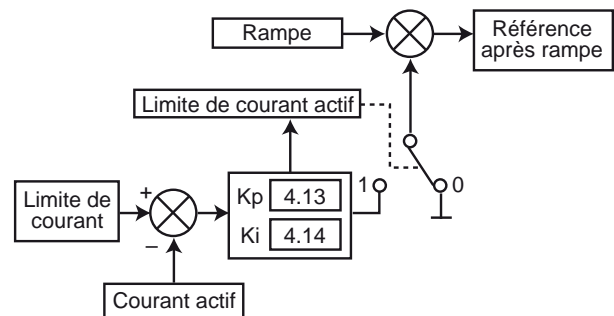 Rampe
Référence
après rampe
Limite de courant actif
1
0
Limite de
courant
+
–
Kp
4.13
Ki
4.14
Courant actif